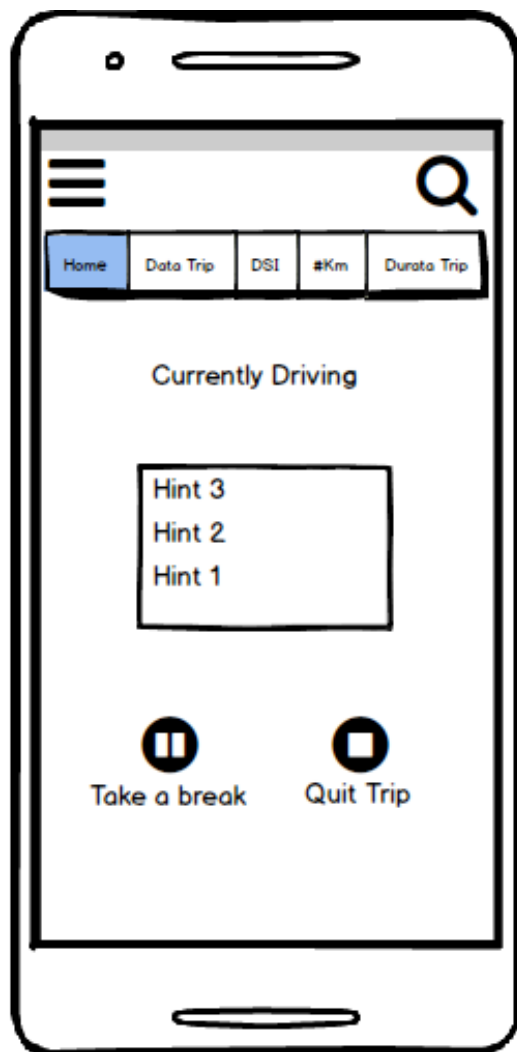 Home Data Trip DSI #Km Durata Trip
Currently Driving
Hint 3
Hint 2
Hint 1
Take a break Quit Trip